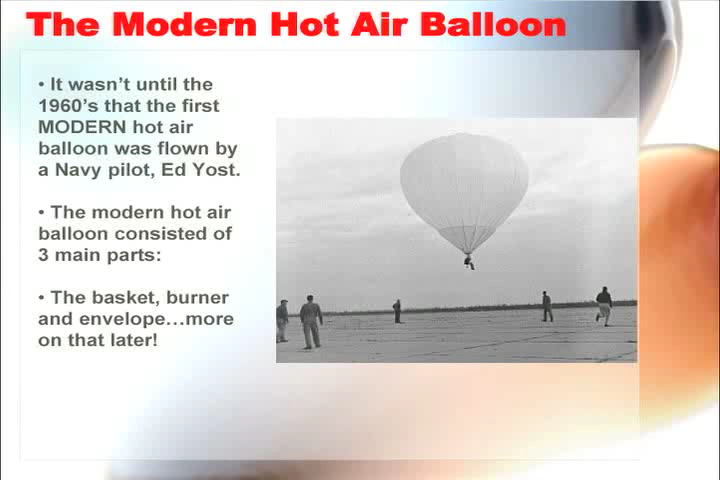 The Modern Hot Air Balloon
• It wasn't until the
1960's that the first
MODERN hot air
balloon was flown by
a Navy pilot, Ed Yost.
• The modern hot air
balloon consisted of
3 main parts:
• The basket, burner
and envelope…more
on that later!